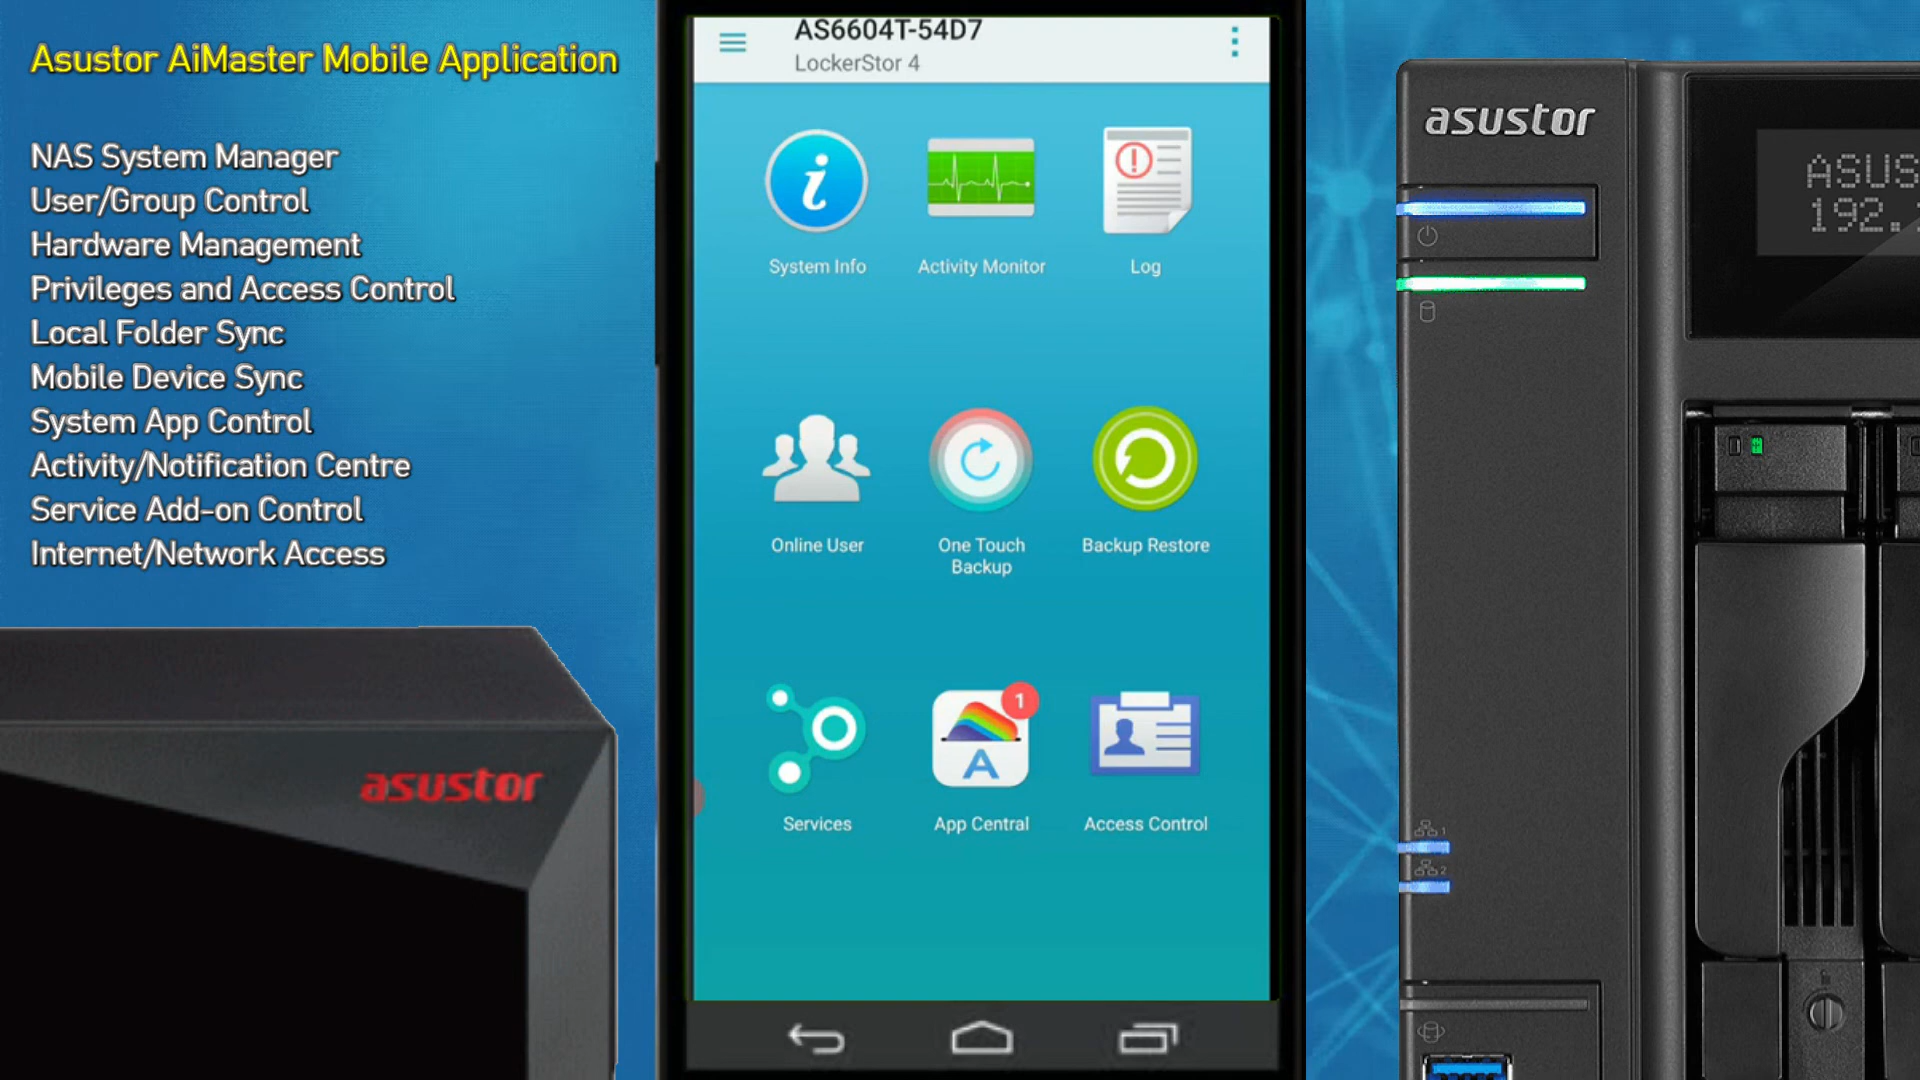 Asustor AiMaster Mobile Application
NAS System Manager
User/Group Control
Hardware Management
Privileges and Access Control
Local Folder Sync
Mobile Device Sync
System App Control
Activity/Notification Centre
Service Add-on Control
Internet/Network Access
asustor
AS6604T-54D7
LockerStor 4
System Info
Activity Monitor
Log
Online User
One Touch
Backup
Backup Restore
1
A
Services
App Central
Access Control
asustor
ASUS
192.
1
2